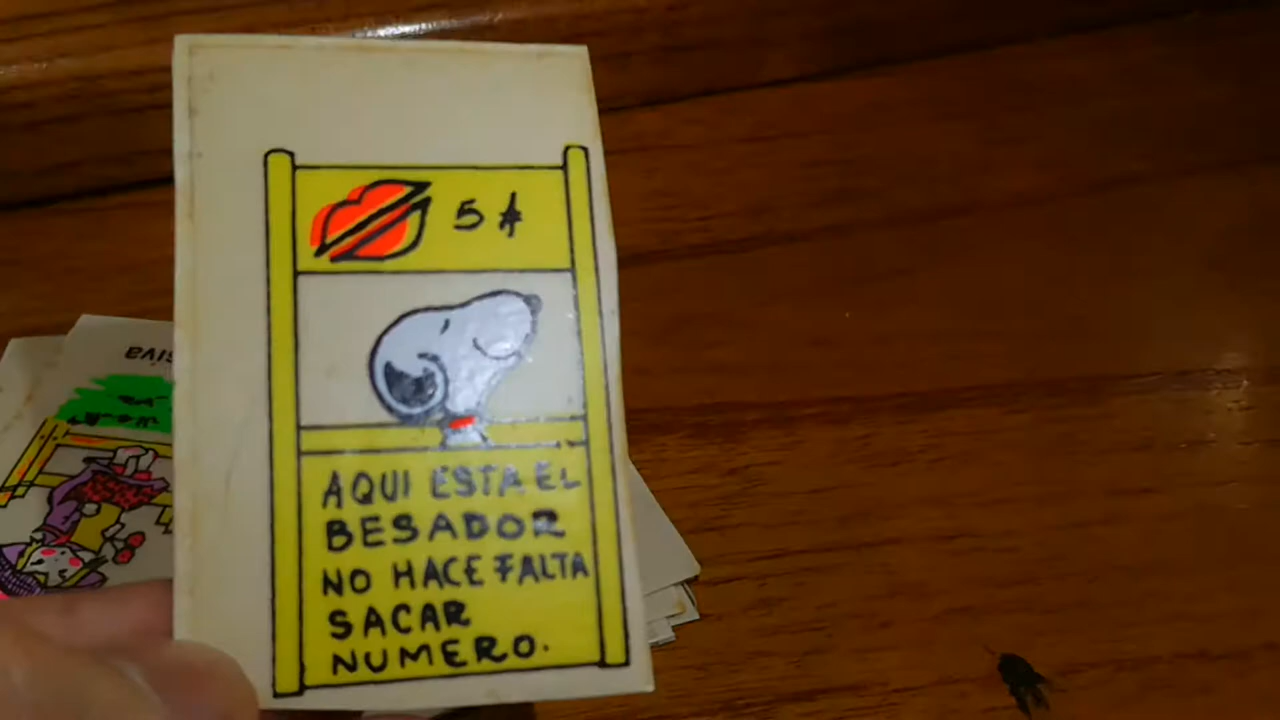 5 ₳
AQUI ESTA EL
BESADOR
NO HACE FALTA
SACAR
NUMERO.